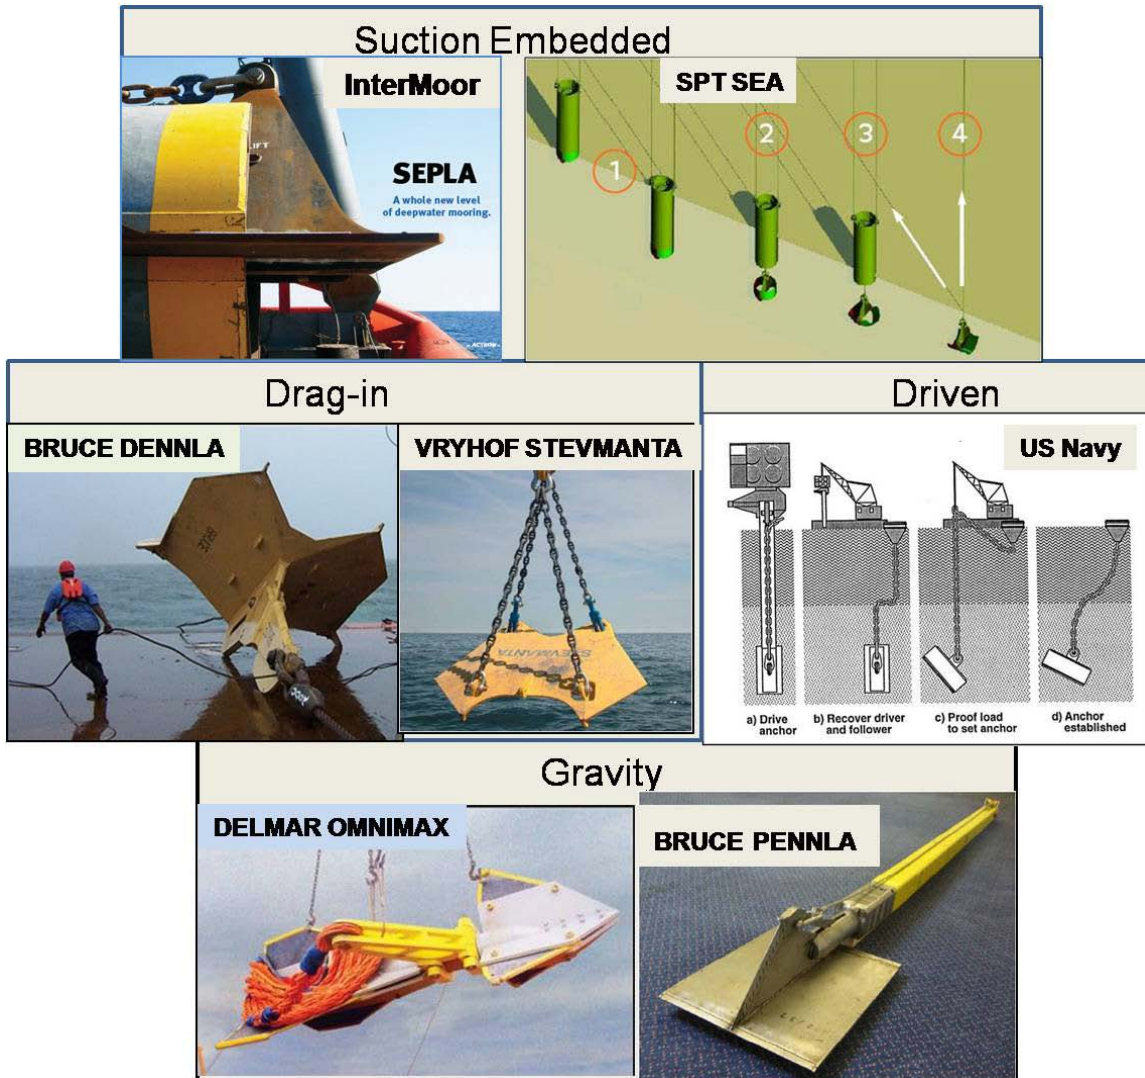 Suction Embedded
InterMoor
LIFT
SEPLA
A whole new level
of deepwater mooring.
SPT SEA
1
2
3
4
Drag-in
Driven
BRUCE DENNLA
VRYHOF STEVMANTA
STEVMANTA
US Navy
a) Drive
anchor
b) Recover driver
and follower
c) Proof load
to set anchor
d) Anchor
established
Gravity
DELMAR OMNIMAX
BRUCE PENNLA